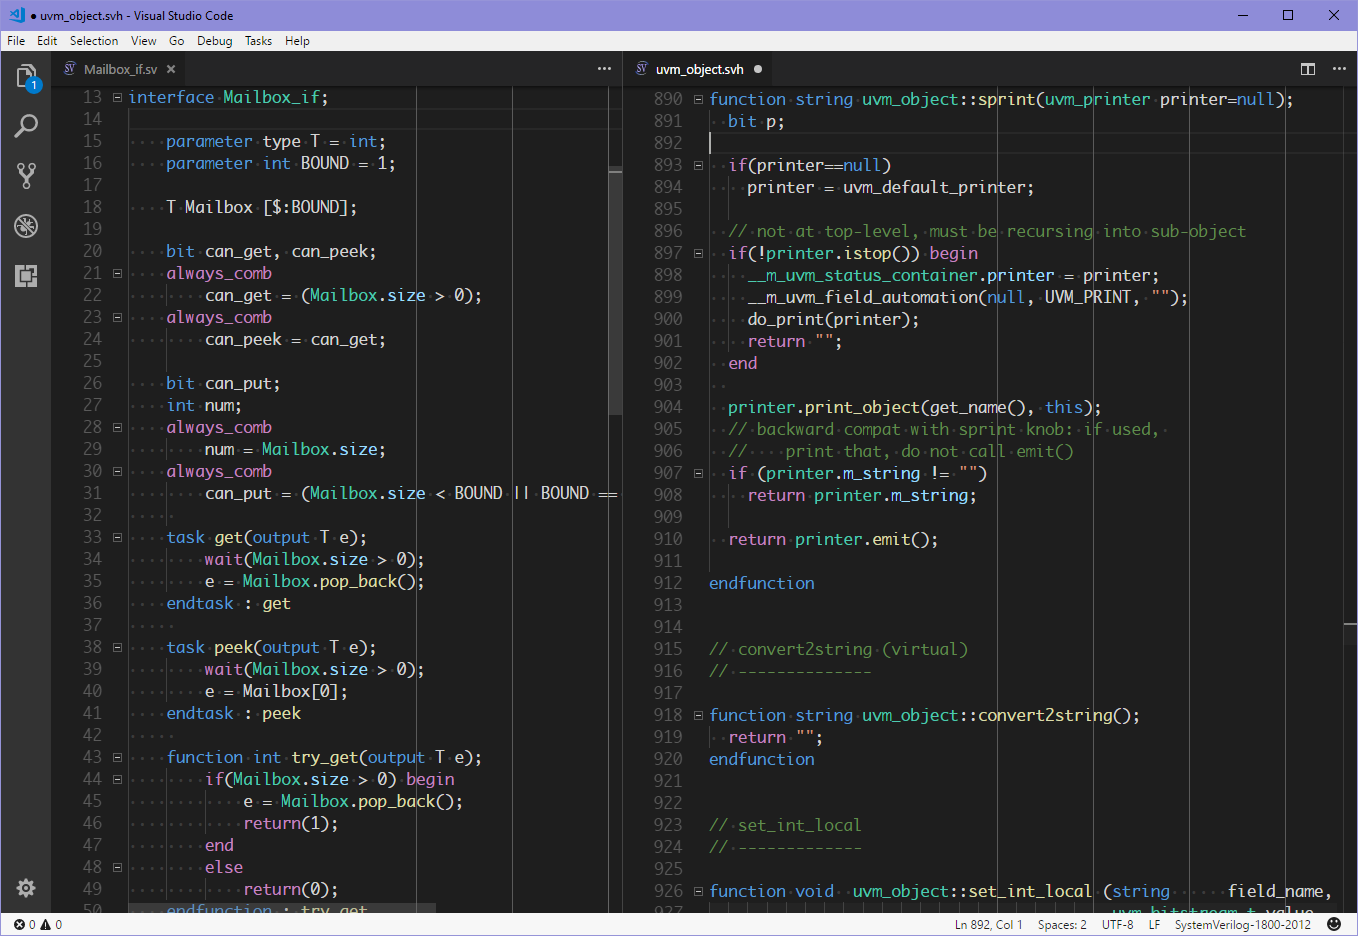 ● uvm_object.svh - Visual Studio Code
File Edit Selection View Go Debug Tasks Help
1
SV Mailbox_if.sv × ···
13 interface Mailbox_if;
14
15 parameter type T = int;
16 parameter int BOUND = 1;
17
18 T Mailbox [$:BOUND];
19
20 bit can_get, can_peek;
21 always_comb
22 can_get = (Mailbox.size > 0);
23 always_comb
24 can_peek = can_get;
25
26 bit can_put;
27 int num;
28 always_comb
29 num = Mailbox.size;
30 always_comb
31 can_put = (Mailbox.size < BOUND || BOUND ==
32
33 task get(output T e);
34 wait(Mailbox.size > 0);
35 e = Mailbox.pop_back();
36 endtask : get
37
38 task peek(output T e);
39 wait(Mailbox.size > 0);
40 e = Mailbox[0];
41 endtask : peek
42
43 function int try_get(output T e);
44 if(Mailbox.size > 0) begin
45 e = Mailbox.pop_back();
46 return(1);
47 end
48 else
49 return(0);
50 endfunction : try_get
SV uvm_object.svh ● ···
890 function string uvm_object::sprint(uvm_printer printer=null);
891 bit p;
892
893 if(printer==null)
894 printer = uvm_default_printer;
895
896 // not at top-level, must be recursing into sub-object
897 if(!printer.istop()) begin
898 __m_uvm_status_container.printer = printer;
899 __m_uvm_field_automation(null, UVM_PRINT, "");
900 do_print(printer);
901 return "";
902 end
903
904 printer.print_object(get_name(), this);
905 // backward compat with sprint knob: if used,
906 // print that, do not call emit()
907 if (printer.m_string != "")
908 return printer.m_string;
909
910 return printer.emit();
911
912 endfunction
913
914
915 // convert2string (virtual)
916 // --------------
917
918 function string uvm_object::convert2string();
919 return "";
920 endfunction
921
922
923 // set_int_local
924 // -------------
925
926 function void uvm_object::set_int_local (string field_name,
927 uvm_bitstream_t value,
0 0 Ln 892, Col 1 Spaces: 2 UTF-8 LF SystemVerilog-1800-2012